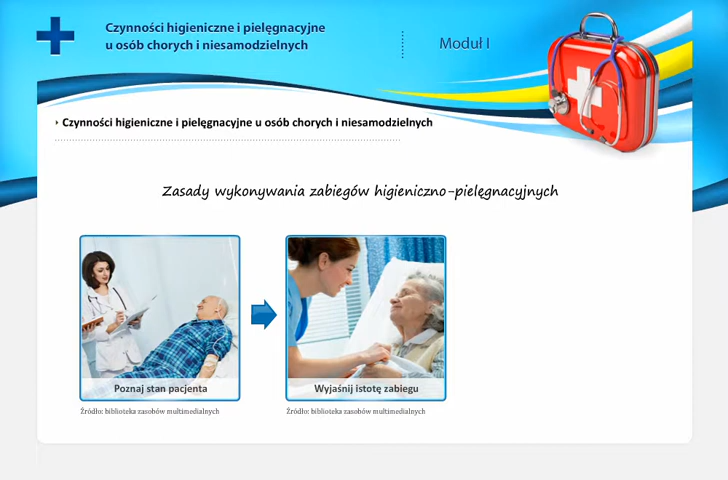 Czynności higieniczne i pielęgnacyjne
u osób chorych i niesamodzielnych
Moduł I
Czynności higieniczne i pielęgnacyjne u osób chorych i niesamodzielnych
Zasady wykonywania zabiegów higieniczno-pielęgnacyjnych
Poznaj stan pacjenta
Wyjaśnij istotę zabiegu
Źródło: biblioteka zasobów multimedialnych
Źródło: biblioteka zasobów multimedialnych